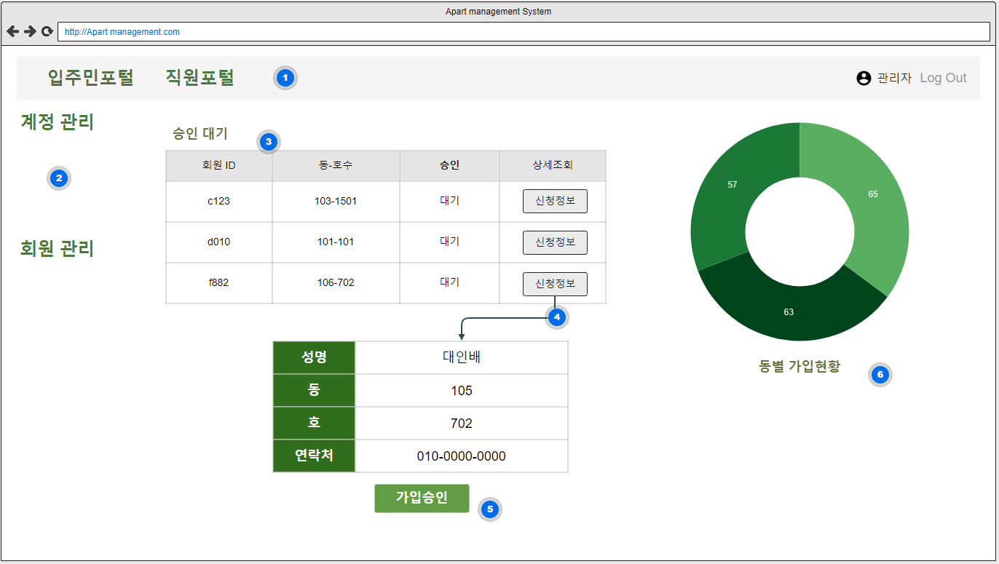 Apart management System
http://Apart management.com
입주민포털 직원포털 1 관리자 Log Out
계정 관리
2
회원 관리
승인 대기 3
회원 ID 동-호수 승인 상세조회
c123 103-1501 대기 신청정보
d010 101-101 대기 신청정보
f882 106-702 대기 신청정보
4
성명 대인배
동 105
호 702
연락처 010-0000-0000
가입승인 5
57
65
63
동별 가입현황 6